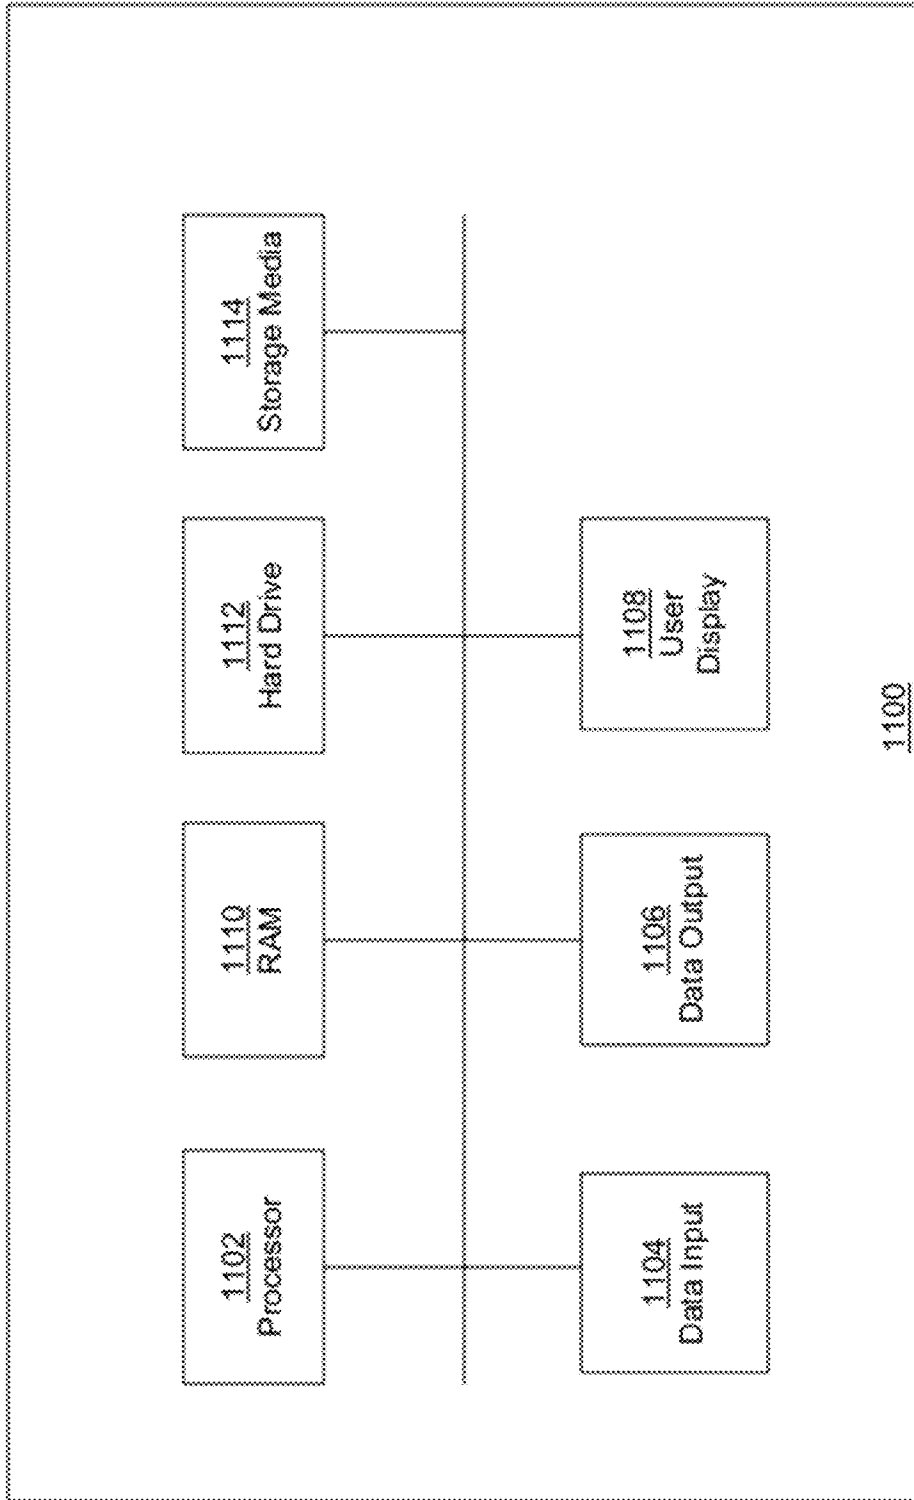 1102
Processor
1110
RAM
1112
Hard Drive
1114
Storage Media
1104
Data Input
1106
Data Output
1108
User
Display
1100